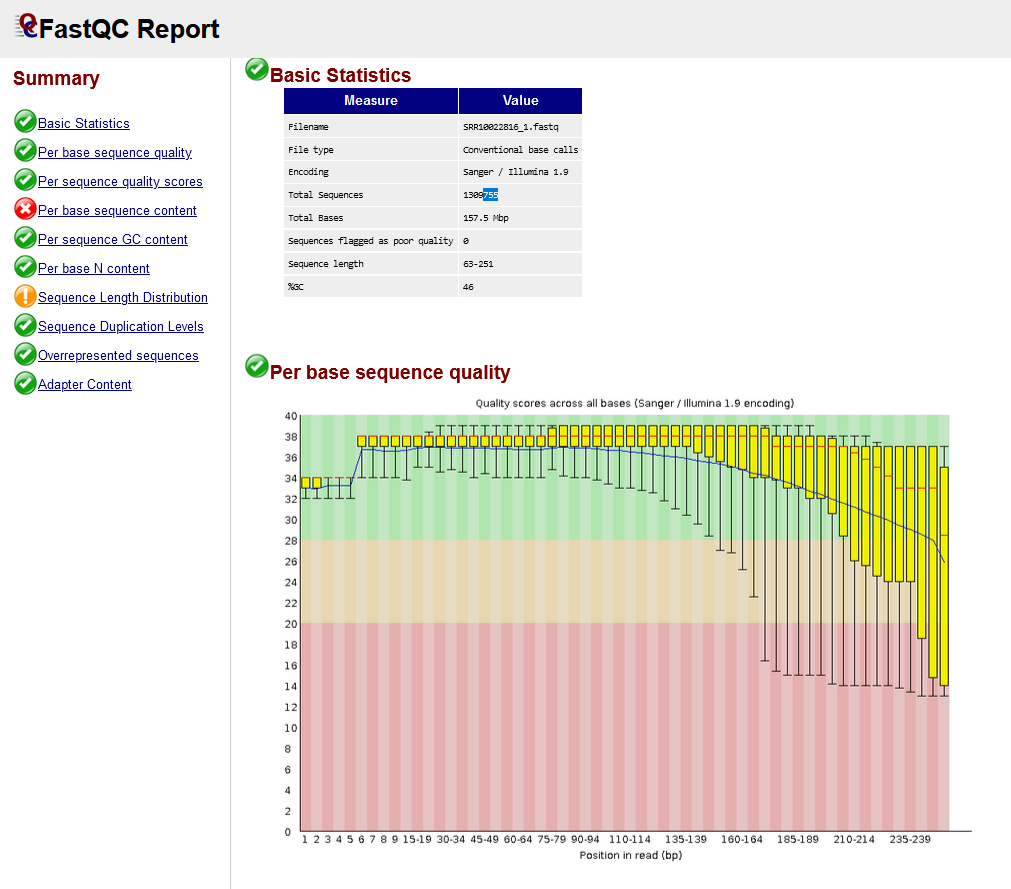 FastQC Report
Summary
Basic Statistics
Per base sequence quality
Per sequence quality scores
Per base sequence content
Per sequence GC content
Per base N content
Sequence Length Distribution
Sequence Duplication Levels
Overrepresented sequences
Adapter Content
Basic Statistics
Measure Value
Filename SRR10022816_1.fastq
File type Conventional base calls
Encoding Sanger / Illumina 1.9
Total Sequences 1309755
Total Bases 157.5 Mbp
Sequences flagged as poor quality 0
Sequence length 63-251
%GC 46
Per base sequence quality
Quality scores across all bases (Sanger / Illumina 1.9 encoding)
40
38
36
34
32
30
28
26
24
22
20
18
16
14
12
10
8
6
4
2
0
1 2 3 4 5 6 7 8 9 15-19 30-34 45-49 60-64 75-79 90-94 110-114 135-139 160-164 185-189 210-214 235-239
Position in read (bp)